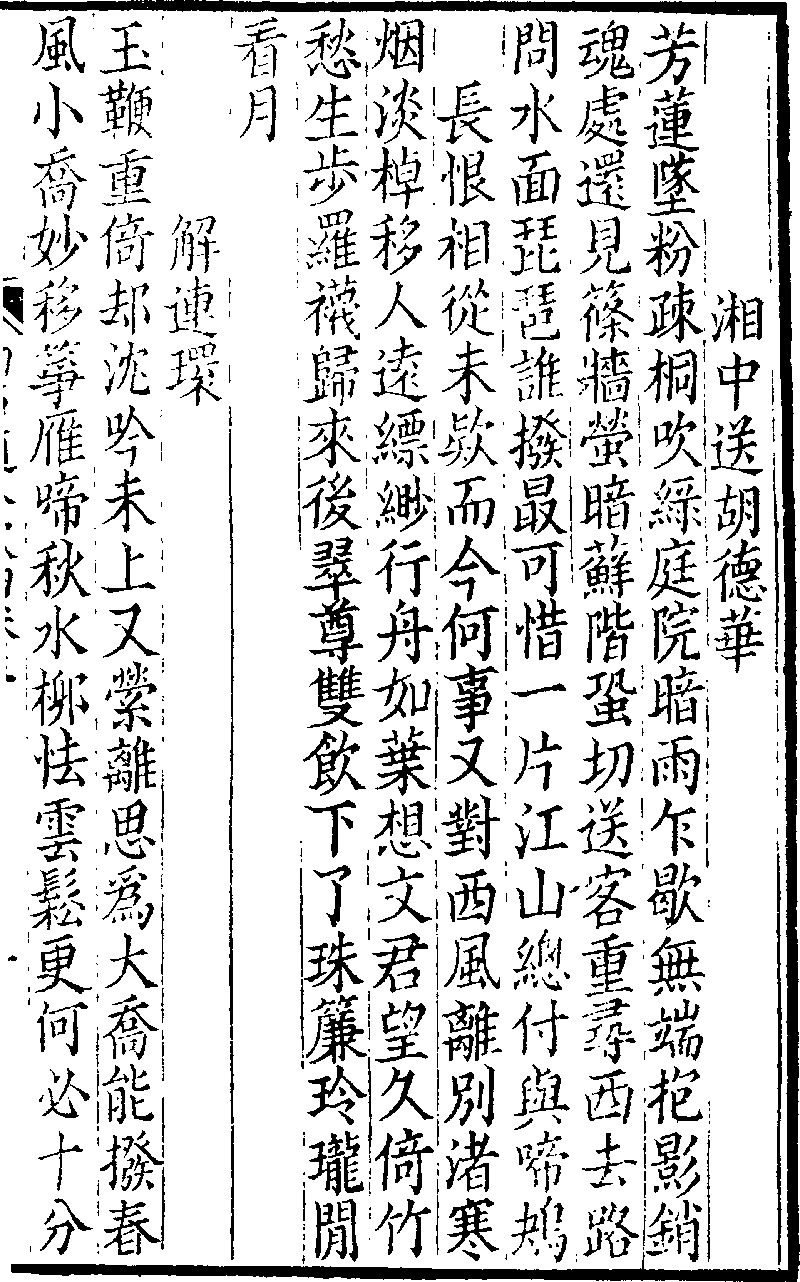 湘中送胡德華
芳蓮墜粉疎桐吹緑庭院暗雨乍歇無端抱影銷
魂處還見篠牆螢暗蘚階蛩切送客重尋西去路
問水面琵琶誰撥最可惜一片江山總付與啼鴂
長恨相從未欵而今何事又對西風離別渚寒
烟淡棹移人遠縹緲行舟如葉想文君望久倚竹
愁生步羅襪歸來後翠尊雙飲下了珠簾玲瓏閒
看月
解連環
玉鞭重倚却沈吟未上又縈離思爲大喬能撥春
風小喬妙移箏雁啼秋水柳怯雲鬆更何必十分